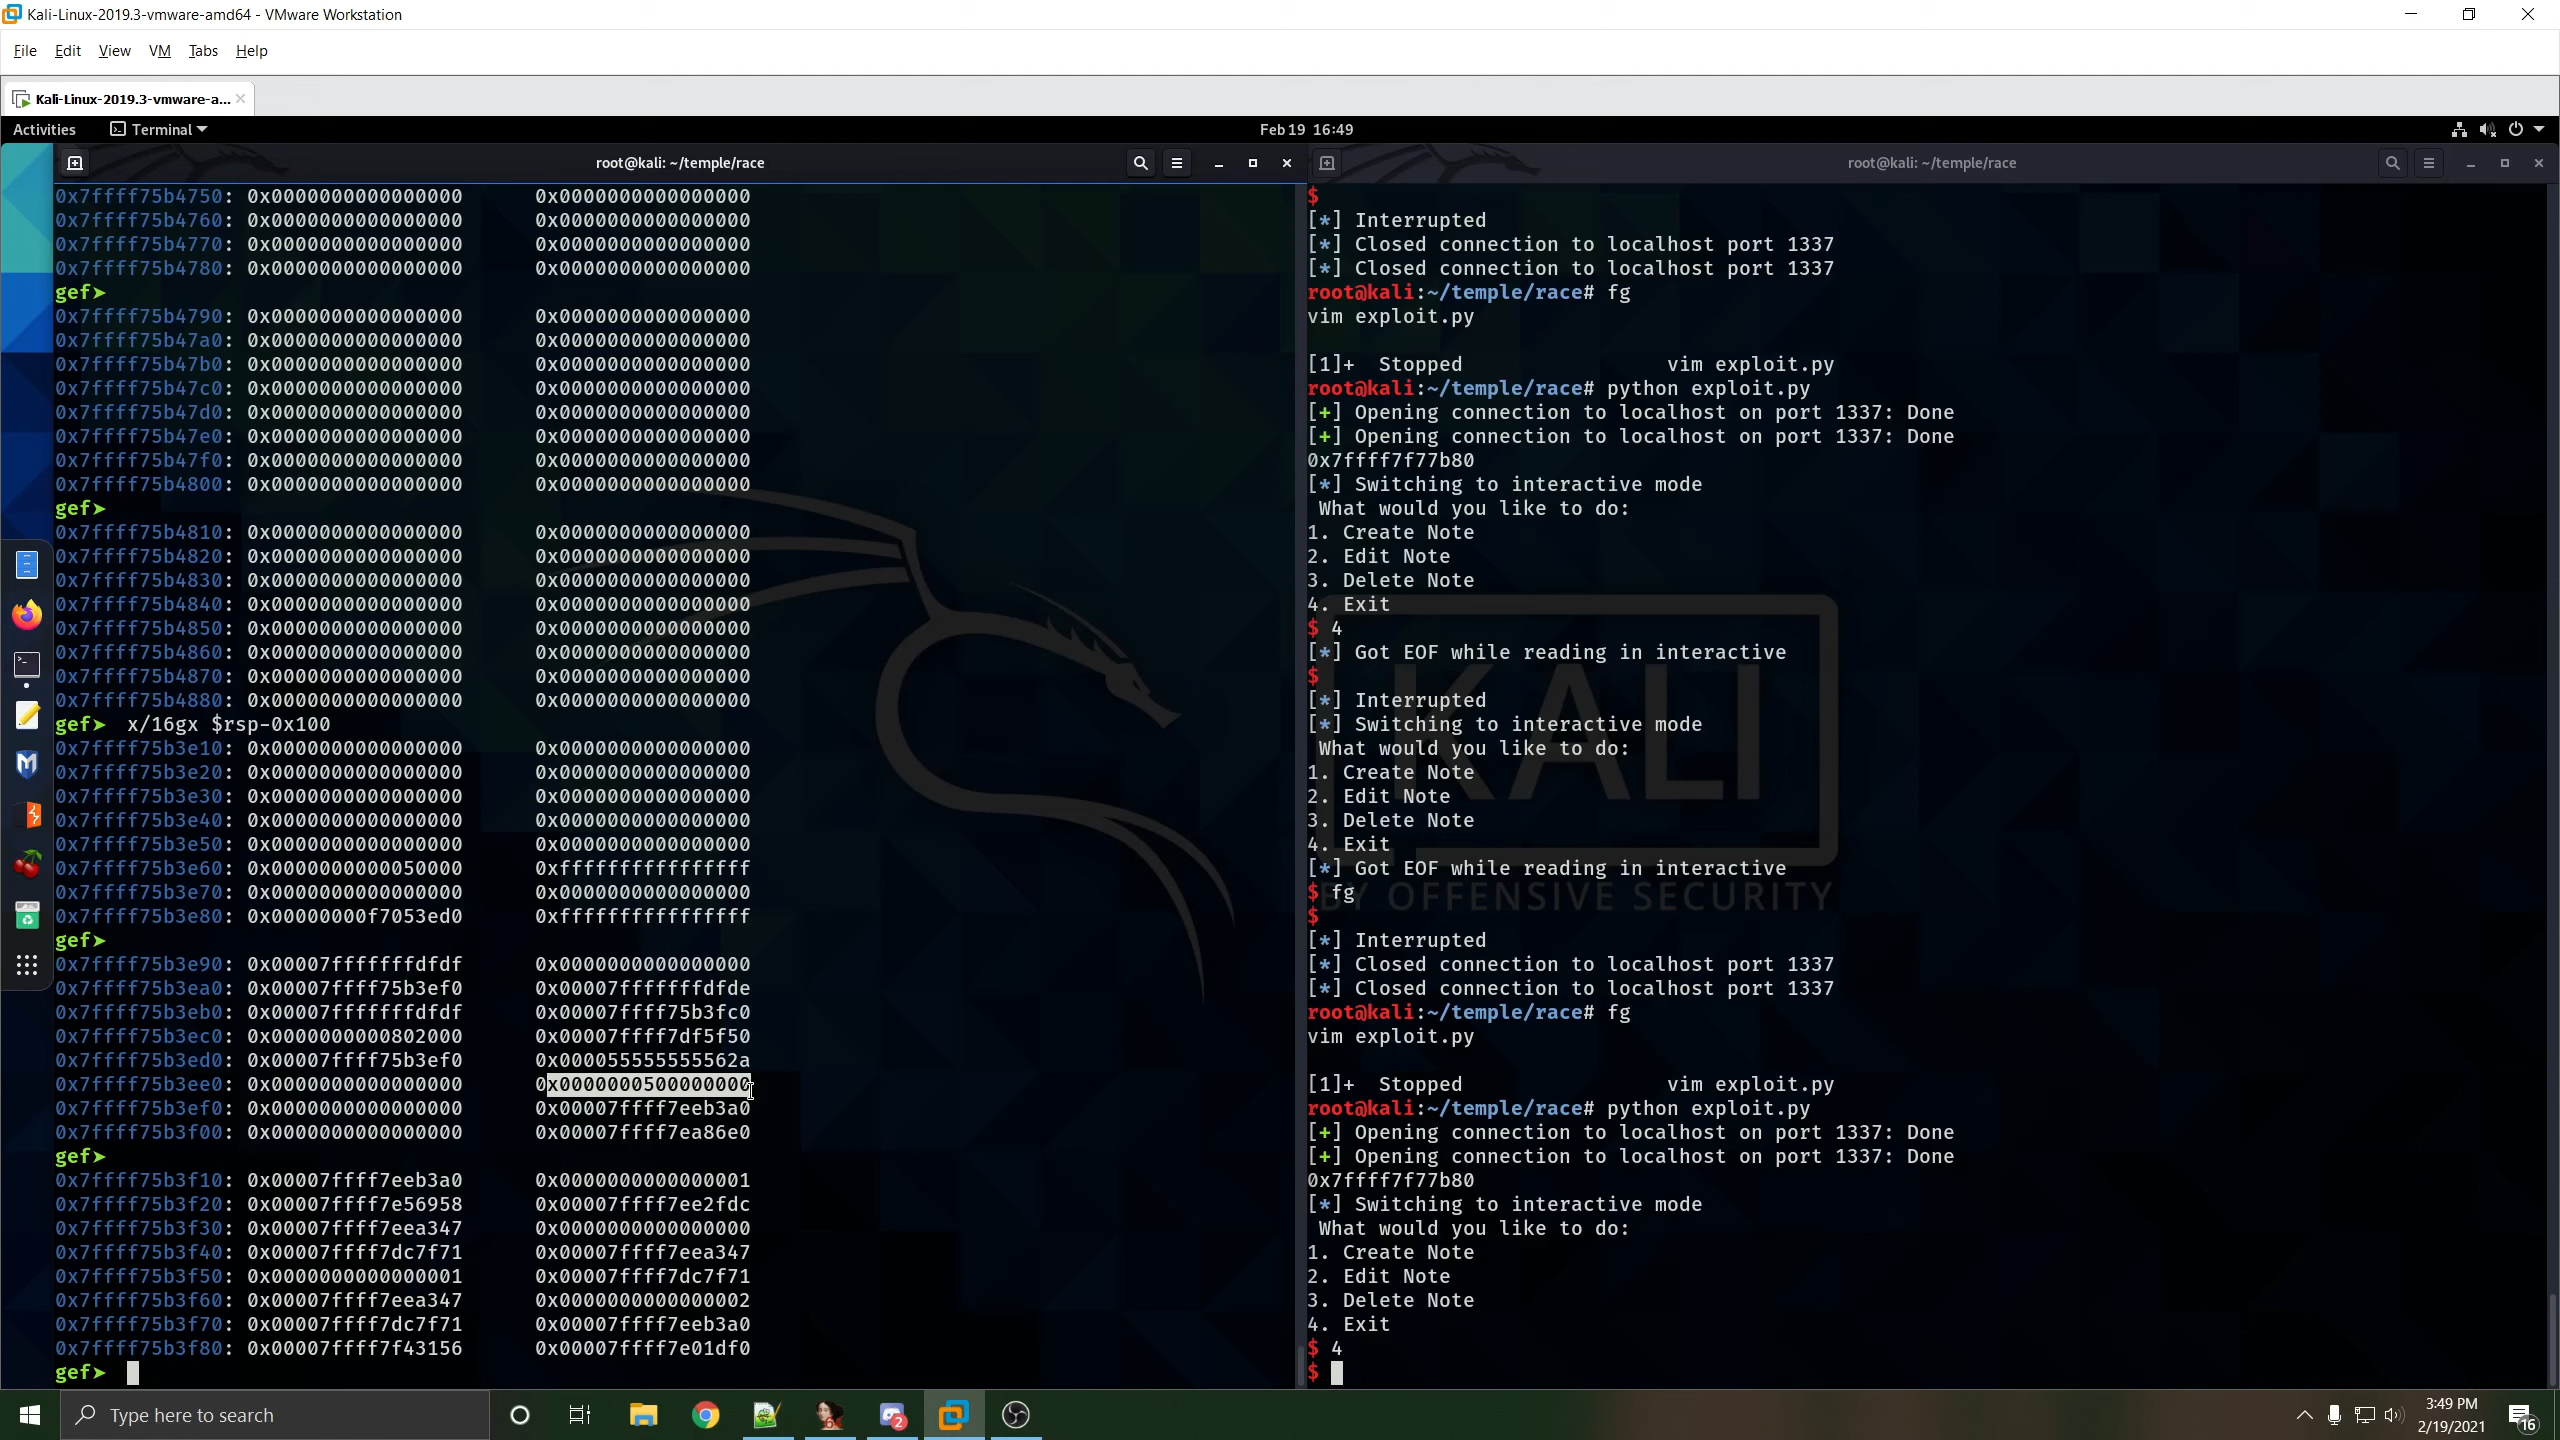 Kali-Linux-2019.3-vmware-amd64 - VMware Workstation
File Edit View VM Tabs Help
Kali-Linux-2019.3-vmware-a...
Activities Terminal Feb 19 16:49
root@kali: ~/temple/race
0x7ffff75b4750: 0x0000000000000000 0x0000000000000000
0x7ffff75b4760: 0x0000000000000000 0x0000000000000000
0x7ffff75b4770: 0x0000000000000000 0x0000000000000000
0x7ffff75b4780: 0x0000000000000000 0x0000000000000000
gef➤
0x7ffff75b4790: 0x0000000000000000 0x0000000000000000
0x7ffff75b47a0: 0x0000000000000000 0x0000000000000000
0x7ffff75b47b0: 0x0000000000000000 0x0000000000000000
0x7ffff75b47c0: 0x0000000000000000 0x0000000000000000
0x7ffff75b47d0: 0x0000000000000000 0x0000000000000000
0x7ffff75b47e0: 0x0000000000000000 0x0000000000000000
0x7ffff75b47f0: 0x0000000000000000 0x0000000000000000
0x7ffff75b4800: 0x0000000000000000 0x0000000000000000
gef➤
0x7ffff75b4810: 0x0000000000000000 0x0000000000000000
0x7ffff75b4820: 0x0000000000000000 0x0000000000000000
0x7ffff75b4830: 0x0000000000000000 0x0000000000000000
0x7ffff75b4840: 0x0000000000000000 0x0000000000000000
0x7ffff75b4850: 0x0000000000000000 0x0000000000000000
0x7ffff75b4860: 0x0000000000000000 0x0000000000000000
0x7ffff75b4870: 0x0000000000000000 0x0000000000000000
0x7ffff75b4880: 0x0000000000000000 0x0000000000000000
gef➤ x/16gx $rsp-0x100
0x7ffff75b3e10: 0x0000000000000000 0x0000000000000000
0x7ffff75b3e20: 0x0000000000000000 0x0000000000000000
0x7ffff75b3e30: 0x0000000000000000 0x0000000000000000
0x7ffff75b3e40: 0x0000000000000000 0x0000000000000000
0x7ffff75b3e50: 0x0000000000000000 0x0000000000000000
0x7ffff75b3e60: 0x0000000000050000 0xffffffffffffffff
0x7ffff75b3e70: 0x0000000000000000 0x0000000000000000
0x7ffff75b3e80: 0x00000000f7053ed0 0xffffffffffffffff
gef➤
0x7ffff75b3e90: 0x00007fffffffdfdf 0x0000000000000000
0x7ffff75b3ea0: 0x00007ffff75b3ef0 0x00007fffffffdfde
0x7ffff75b3eb0: 0x00007fffffffdfdf 0x00007ffff75b3fc0
0x7ffff75b3ec0: 0x0000000000802000 0x00007ffff7df5f50
0x7ffff75b3ed0: 0x00007ffff75b3ef0 0x000055555555562a
0x7ffff75b3ee0: 0x0000000000000000 0x0000000500000000
0x7ffff75b3ef0: 0x0000000000000000 0x00007ffff7eeb3a0
0x7ffff75b3f00: 0x0000000000000000 0x00007ffff7ea86e0
gef➤
0x7ffff75b3f10: 0x00007ffff7eeb3a0 0x0000000000000001
0x7ffff75b3f20: 0x00007ffff7e56958 0x00007ffff7ee2fdc
0x7ffff75b3f30: 0x00007ffff7eea347 0x0000000000000000
0x7ffff75b3f40: 0x00007ffff7dc7f71 0x00007ffff7eea347
0x7ffff75b3f50: 0x0000000000000001 0x00007ffff7dc7f71
0x7ffff75b3f60: 0x00007ffff7eea347 0x0000000000000002
0x7ffff75b3f70: 0x00007ffff7dc7f71 0x00007ffff7eeb3a0
0x7ffff75b3f80: 0x00007ffff7f43156 0x00007ffff7e01df0
gef➤
root@kali: ~/temple/race
$
[*] Interrupted
[*] Closed connection to localhost port 1337
[*] Closed connection to localhost port 1337
root@kali:~/temple/race# fg
vim exploit.py
[1]+ Stopped vim exploit.py
root@kali:~/temple/race# python exploit.py
[+] Opening connection to localhost on port 1337: Done
[+] Opening connection to localhost on port 1337: Done
0x7ffff7f77b80
[*] Switching to interactive mode
What would you like to do:
1. Create Note
2. Edit Note
3. Delete Note
4. Exit
$ 4
[*] Got EOF while reading in interactive
$
[*] Interrupted
[*] Switching to interactive mode
What would you like to do:
1. Create Note
2. Edit Note
3. Delete Note
4. Exit
[*] Got EOF while reading in interactive
$ fg
$
[*] Interrupted
[*] Closed connection to localhost port 1337
[*] Closed connection to localhost port 1337
root@kali:~/temple/race# fg
vim exploit.py
[1]+ Stopped vim exploit.py
root@kali:~/temple/race# python exploit.py
[+] Opening connection to localhost on port 1337: Done
[+] Opening connection to localhost on port 1337: Done
0x7ffff7f77b80
[*] Switching to interactive mode
What would you like to do:
1. Create Note
2. Edit Note
3. Delete Note
4. Exit
$ 4
$
KALI
BY OFFENSIVE SECURITY
Type here to search
2
3:49 PM
2/19/2021
16